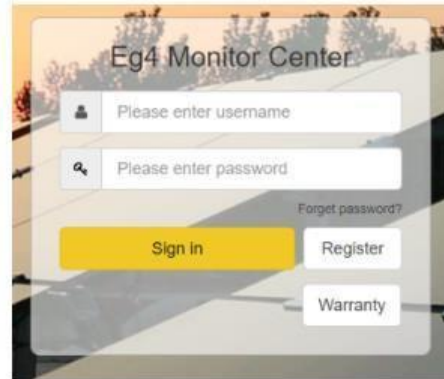 Eg4 Monitor Center
Please enter username
Please enter password
Forget password?
Sign in
Register
Warranty